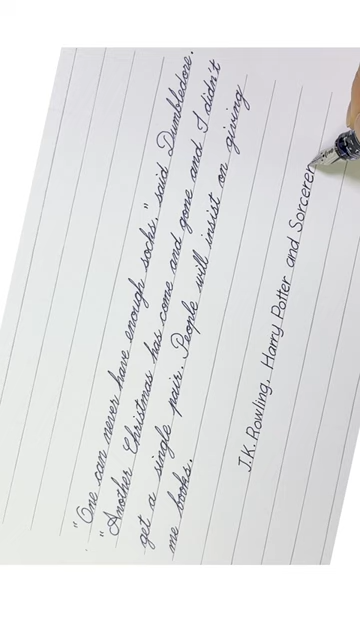 "One can never have enough socks," said Dumbledore.
"Another Christmas has come and gone and I didn't
get a single pair. People will insist on giving
me books.
J.K. Rowling, Harry Potter and Sorcerer